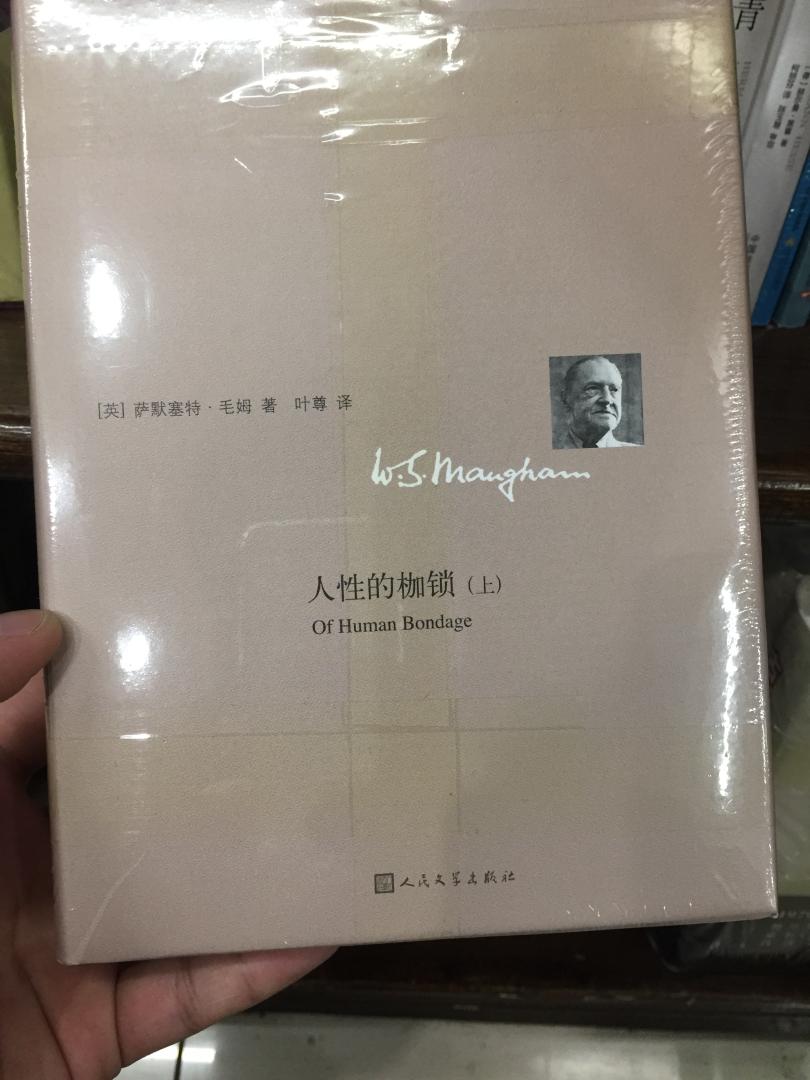 [英] 萨默塞特·毛姆 著 叶尊 译
W.S. Maugham
人性的枷锁（上）
Of Human Bondage
人民文学出版社
青